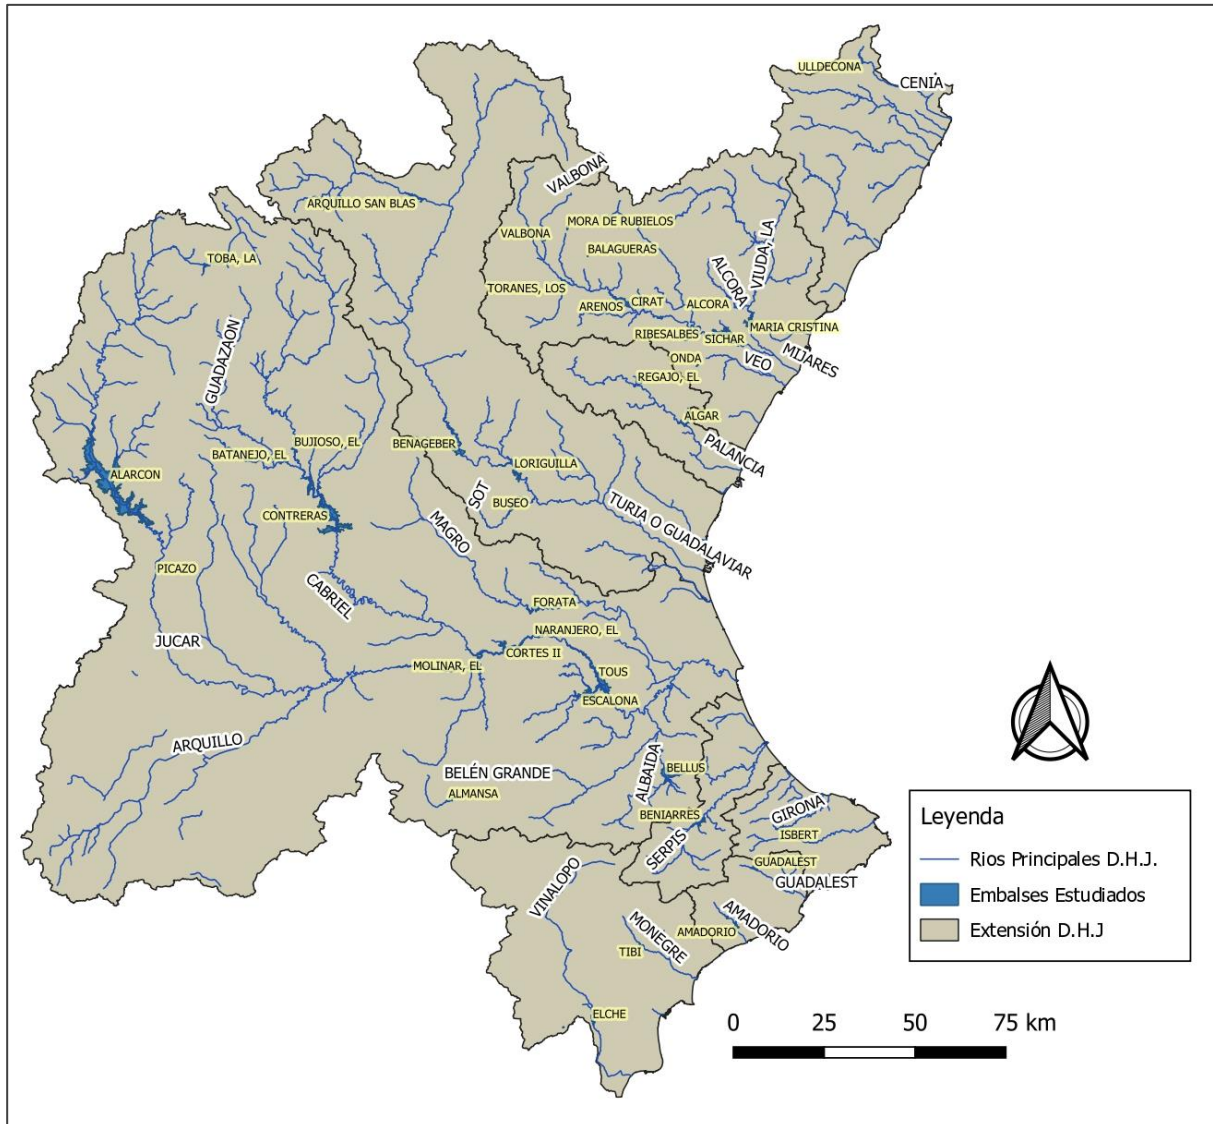 ULLDECONA
CENIA
VALBONA
ARQUILLO SAN BLAS
MORA DE RUBIELOS
VALBONA
BALAGUERAS
VIUDA, LA
TOBA, LA
ALCORA
TORANES, LOS
ARENOS
CIRAT
ALCORA
MARIA CRISTINA
RIBESALBES
SICHAR
MIJARES
GUADAZAON
ONDA
VEO
REGAJO, EL
ALGAR
PALANCIA
BUJIOSO, EL
BENAGEBER
BATANEJO, EL
LORIGUILLA
ALARCON
SOT
BUSEO
TURIA O GUADALAVIAR
CONTRERAS
MAGRO
PICAZO
CABRIEL
FORATA
NARANJERO, EL
JUCAR
CORTES II
MOLINAR, EL
TOUS
ESCALONA
ARQUILLO
ALBAIDA
BELLUS
BELÉN GRANDE
ALMANSA
BENIARRES
GIRONA
ISBERT
SERPIS
GUADALEST
GUADALEST
VINALOPO
AMADORIO
MONEGRE
AMADORIO
TIBI
ELCHE
Leyenda
Rios Principales D.H.J.
Embalses Estudiados
Extensión D.H.J
0 25 50 75 km